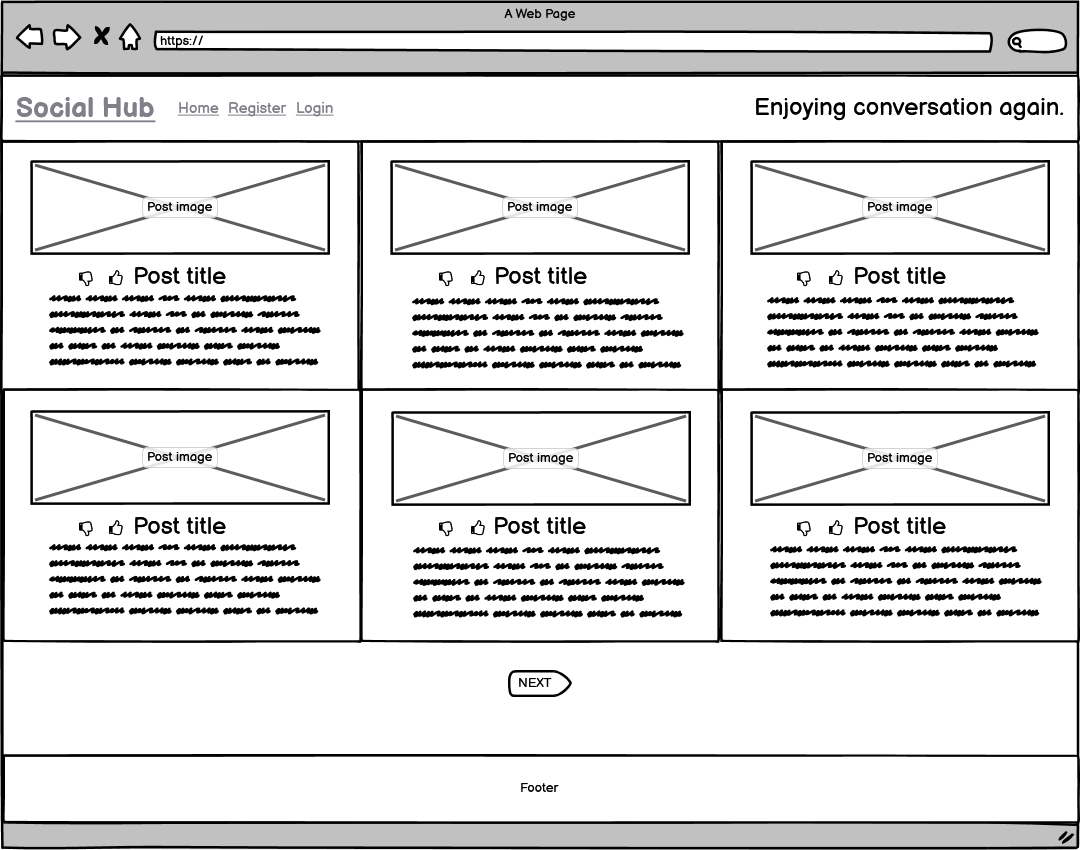 A Web Page
https://
Social Hub Home Register Login Enjoying conversation again.
Post image Post image Post image
Post title Post title Post title
Post image Post image Post image
Post title Post title Post title
NEXT
Footer